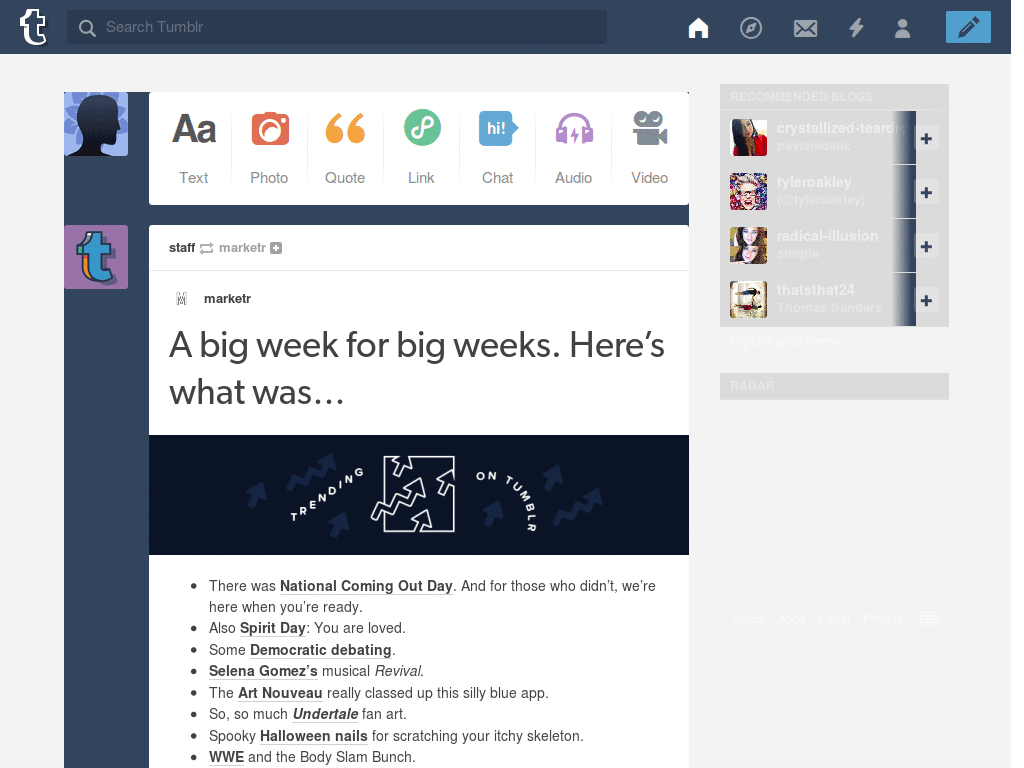 Search Tumblr
Aa
hi!
Text
Photo
Quote
Link
Chat
Audio
Video
staff marketr
marketr
A big week for big weeks. Here’s
what was...
TRENDING ON TUMBLR
There was National Coming Out Day. And for those who didn’t, we’re
here when you’re ready.
Also Spirit Day: You are loved.
Some Democratic debating.
Selena Gomez’s musical Revival.
The Art Nouveau really classed up this silly blue app.
So, so much Undertale fan art.
Spooky Halloween nails for scratching your itchy skeleton.
WWE and the Body Slam Bunch.
RECOMMENDED BLOGS
crystallized-teardr
psychedelic
tyleroakley
(@tyleroakley)
radical-illusion
simple
thatsthat24
Thomas Sanders
Explore all of Tumblr
RADAR
About Apps Legal Privacy